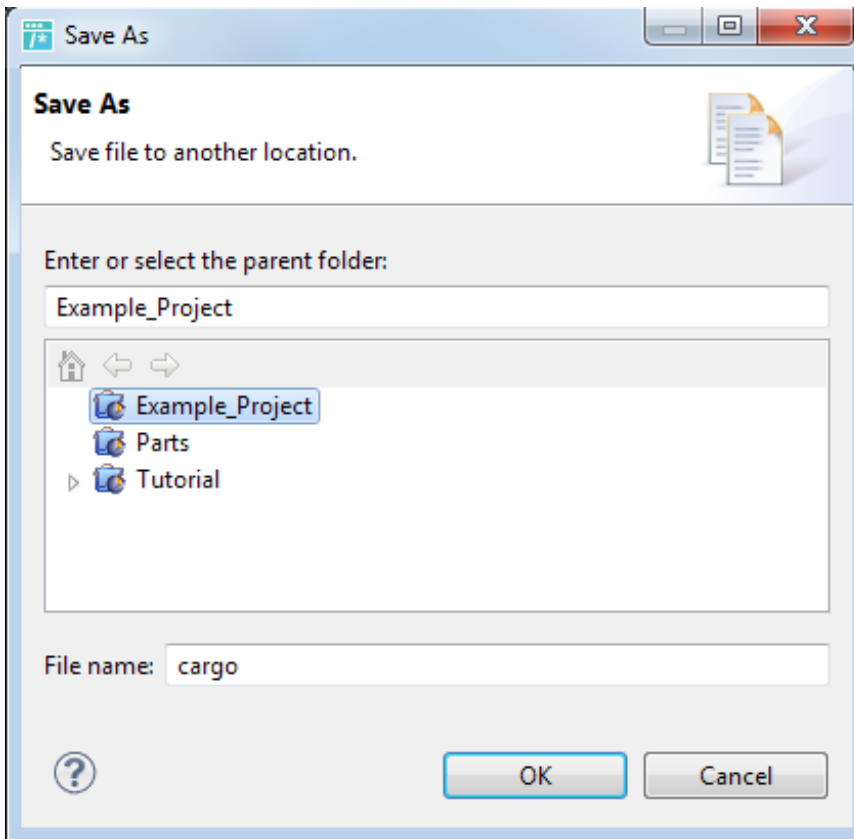 Save As
Save As
Save file to another location.
Enter or select the parent folder:
Example_Project
Example_Project
Parts
Tutorial
File name: cargo
OK Cancel